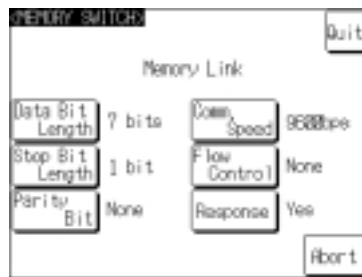 <MEMORY SWITCH>
Quit
Memory Link
Data Bit
Length
7 bits
Comm.
Speed
9600bps
Stop Bit
Length
1 bit
Flow
Control
None
Parity
Bit
None
Response
Yes
Abort